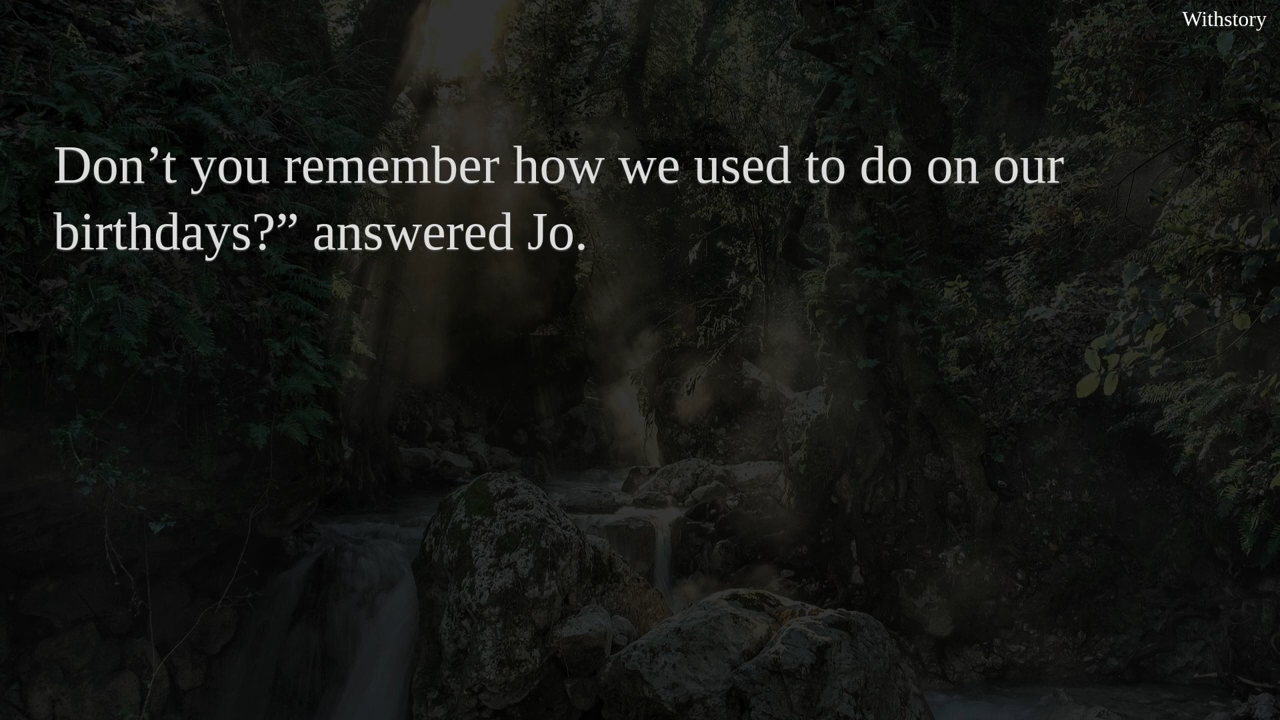 Withstory
Don’t you remember how we used to do on our
birthdays?” answered Jo.